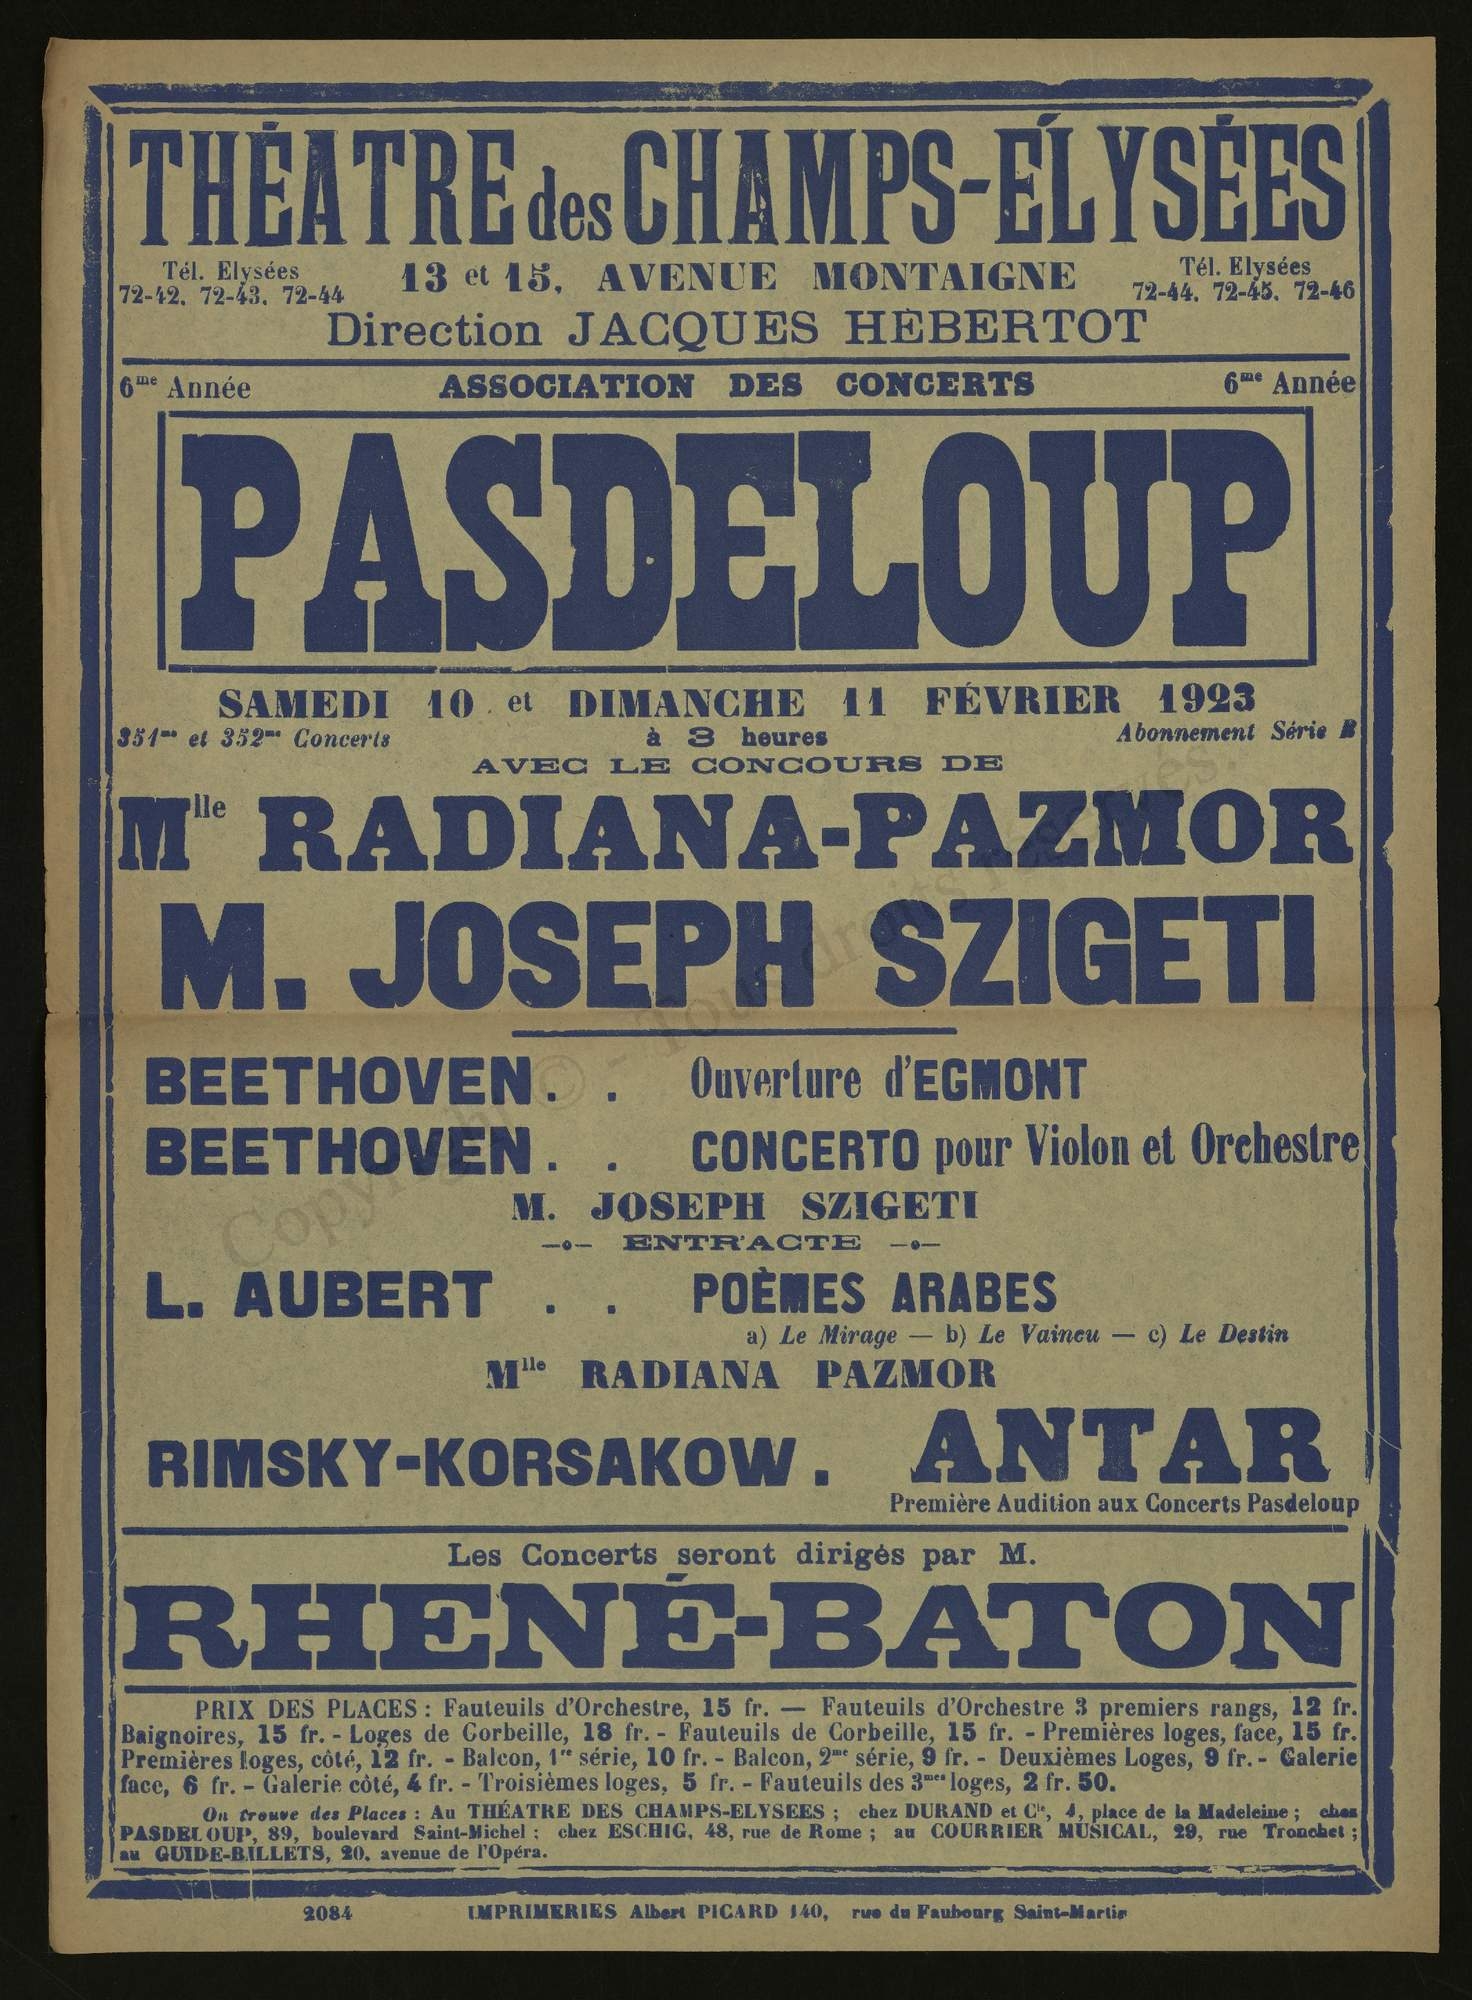 THÉATRE des CHAMPS-ÉLYSÉES
Tél. Elysées
72-42. 72-43. 72-44
13 et 15, AVENUE MONTAIGNE
Tél. Elysées
72-44. 72-45. 72-46
Direction JACQUES HÉBERTOT
6me Année
ASSOCIATION DES CONCERTS
6me Année
PASDELOUP
SAMEDI 10 et DIMANCHE 11 FÉVRIER 1923
351me et 352me Concerts
à 3 heures
Abonnement Série B
AVEC LE CONCOURS DE
Mlle RADIANA-PAZMOR
M. JOSEPH SZIGETI
BEETHOVEN. . Ouverture d'EGMONT
BEETHOVEN. . CONCERTO pour Violon et Orchestre
M. JOSEPH SZIGETI
ENTR'ACTE
L. AUBERT . . POÈMES ARABES
a) Le Mirage — b) Le Vaincu — c) Le Destin
Mlle RADIANA PAZMOR
RIMSKY-KORSAKOW. ANTAR
Première Audition aux Concerts Pasdeloup
Les Concerts seront dirigés par M.
RHENÉ-BATON
PRIX DES PLACES : Fauteuils d'Orchestre, 15 fr. — Fauteuils d'Orchestre 3 premiers rangs, 12 fr.
Baignoires, 15 fr. - Loges de Corbeille, 18 fr. - Fauteuils de Corbeille, 15 fr. - Premières loges, face, 15 fr.
Premières loges, côté, 12 fr. - Balcon, 1re série, 10 fr. - Balcon, 2me série, 9 fr. - Deuxièmes Loges, 9 fr. - Galerie
face, 6 fr. - Galerie côté, 4 fr. - Troisièmes loges, 5 fr. - Fauteuils des 3mes loges, 2 fr. 50.
On trouve des Places : Au THÉATRE DES CHAMPS-ELYSEES ; chez DURAND et Cie, 4, place de la Madeleine ; chez
PASDELOUP, 89, boulevard Saint-Michel ; chez ESCHIG, 48, rue de Rome ; au COURRIER MUSICAL, 29, rue Tronchet ;
au GUIDE-BILLETS, 20, avenue de l'Opéra.
2084 IMPRIMERIES Albert PICARD 140, rue du Faubourg Saint-Martin
Copyright © - Tous droits réservés.